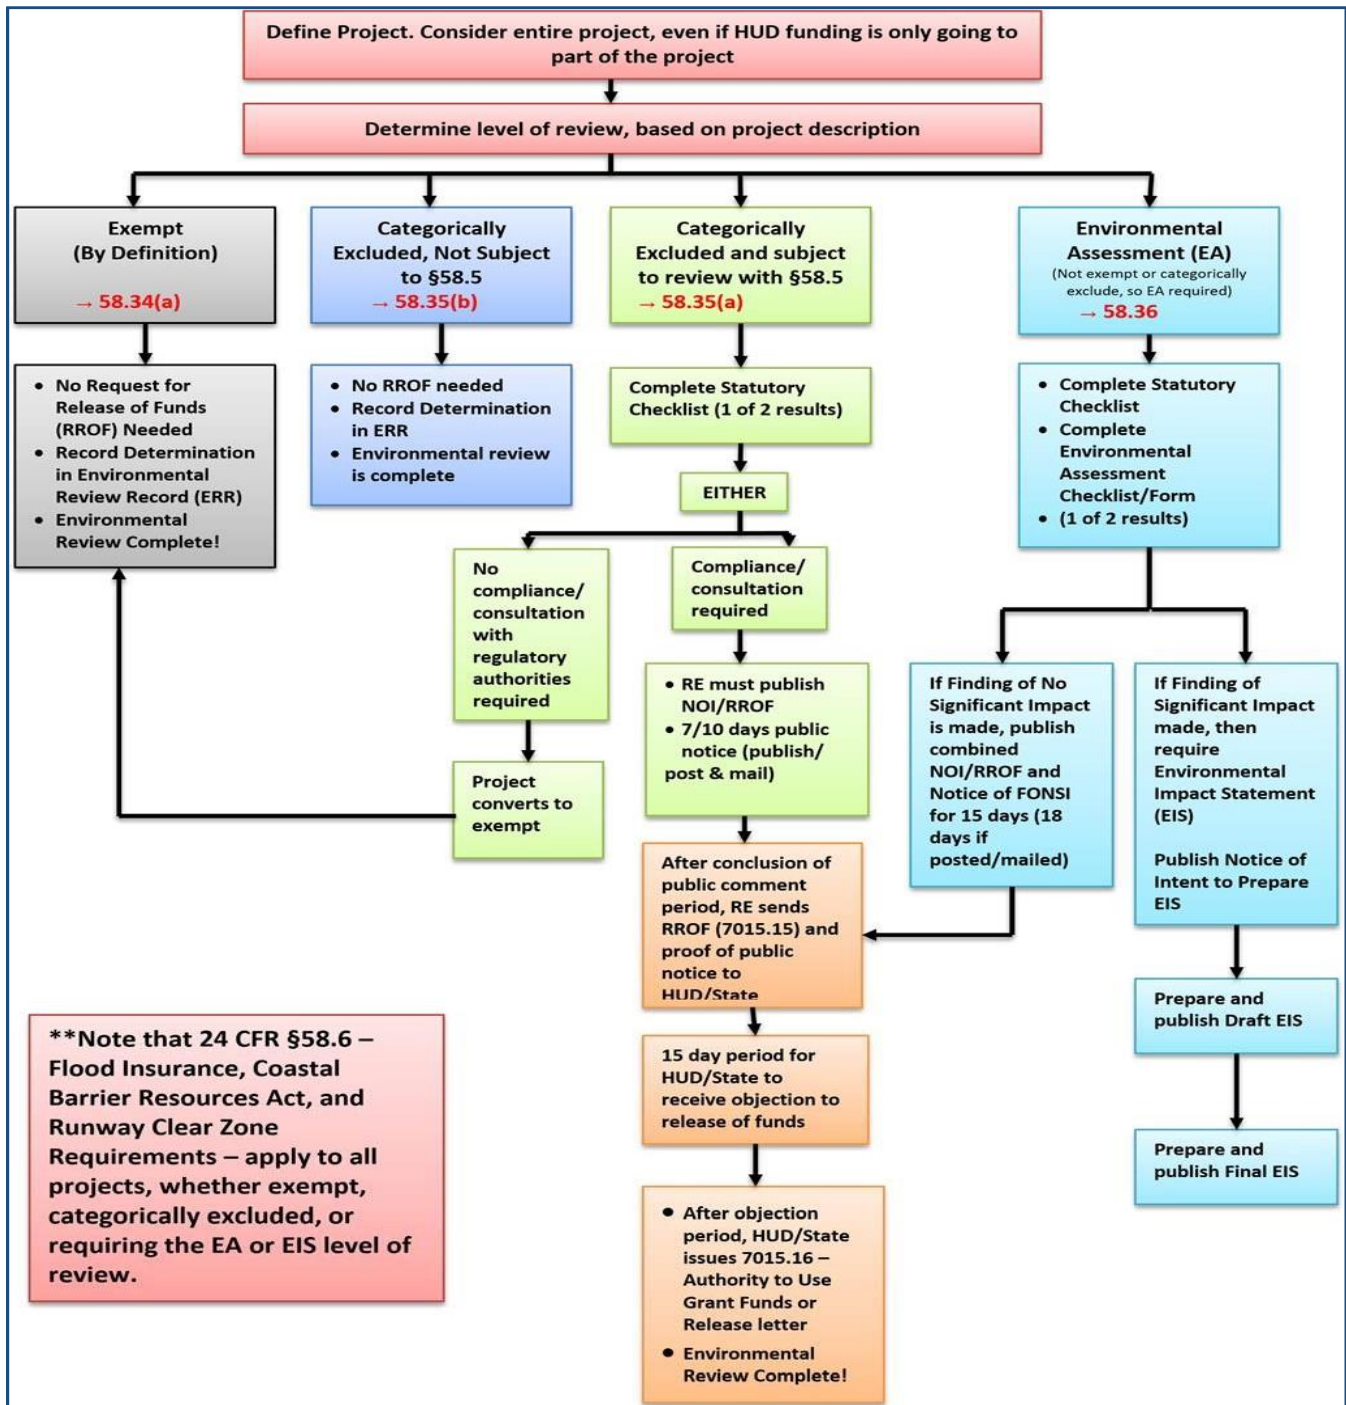 Define Project. Consider entire project, even if HUD funding is only going to
part of the project
Determine level of review, based on project description
Exempt
(By Definition)
→ 58.34(a)
Categorically
Excluded, Not Subject
to §58.5
→ 58.35(b)
Categorically
Excluded and subject
to review with §58.5
→ 58.35(a)
Environmental
Assessment (EA)
(Not exempt or categorically
exclude, so EA required)
→ 58.36
• No Request for
Release of Funds
(RROF) Needed
• Record Determination
in Environmental
Review Record (ERR)
• Environmental
Review Complete!
• No RROF needed
• Record Determination
in ERR
• Environmental review
is complete
Complete Statutory
Checklist (1 of 2 results)
• Complete Statutory
Checklist
• Complete
Environmental
Assessment
Checklist/Form
• (1 of 2 results)
EITHER
No
compliance/
consultation
with
regulatory
authorities
required
Compliance/
consultation
required
Project
converts to
exempt
• RE must publish
NOI/RROF
• 7/10 days public
notice (publish/
post & mail)
If Finding of No
Significant Impact
is made, publish
combined
NOI/RROF and
Notice of FONSI
for 15 days (18
days if
posted/mailed)
If Finding of
Significant Impact
made, then
require
Environmental
Impact Statement
(EIS)
Publish Notice of
Intent to Prepare
EIS
After conclusion of
public comment
period, RE sends
RROF (7015.15) and
proof of public
notice to
HUD/State
Prepare and
publish Draft EIS
15 day period for
HUD/State to
receive objection to
release of funds
Prepare and
publish Final EIS
• After objection
period, HUD/State
issues 7015.16 –
Authority to Use
Grant Funds or
Release letter
• Environmental
Review Complete!
**Note that 24 CFR §58.6 –
Flood Insurance, Coastal
Barrier Resources Act, and
Runway Clear Zone
Requirements – apply to all
projects, whether exempt,
categorically excluded, or
requiring the EA or EIS level of
review.